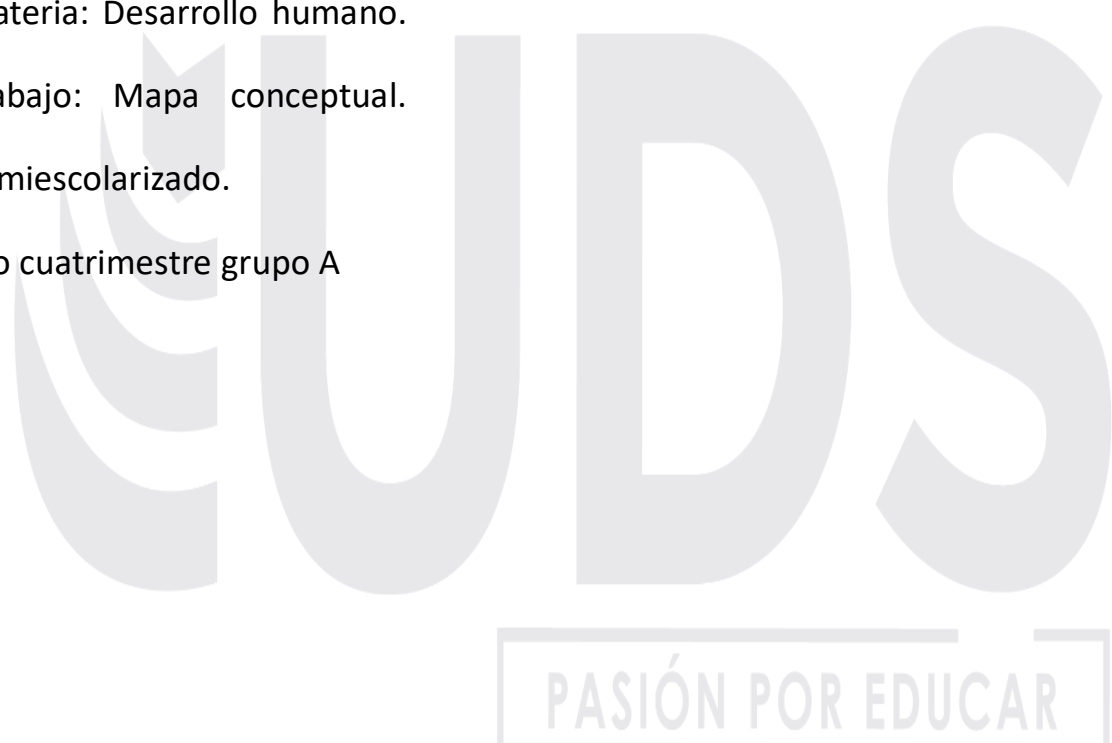 ateria: Desarrollo humano.
abajo: Mapa conceptual.
miescolarizado.
o cuatrimestre grupo A
UDS
PASIÓN POR EDUCAR